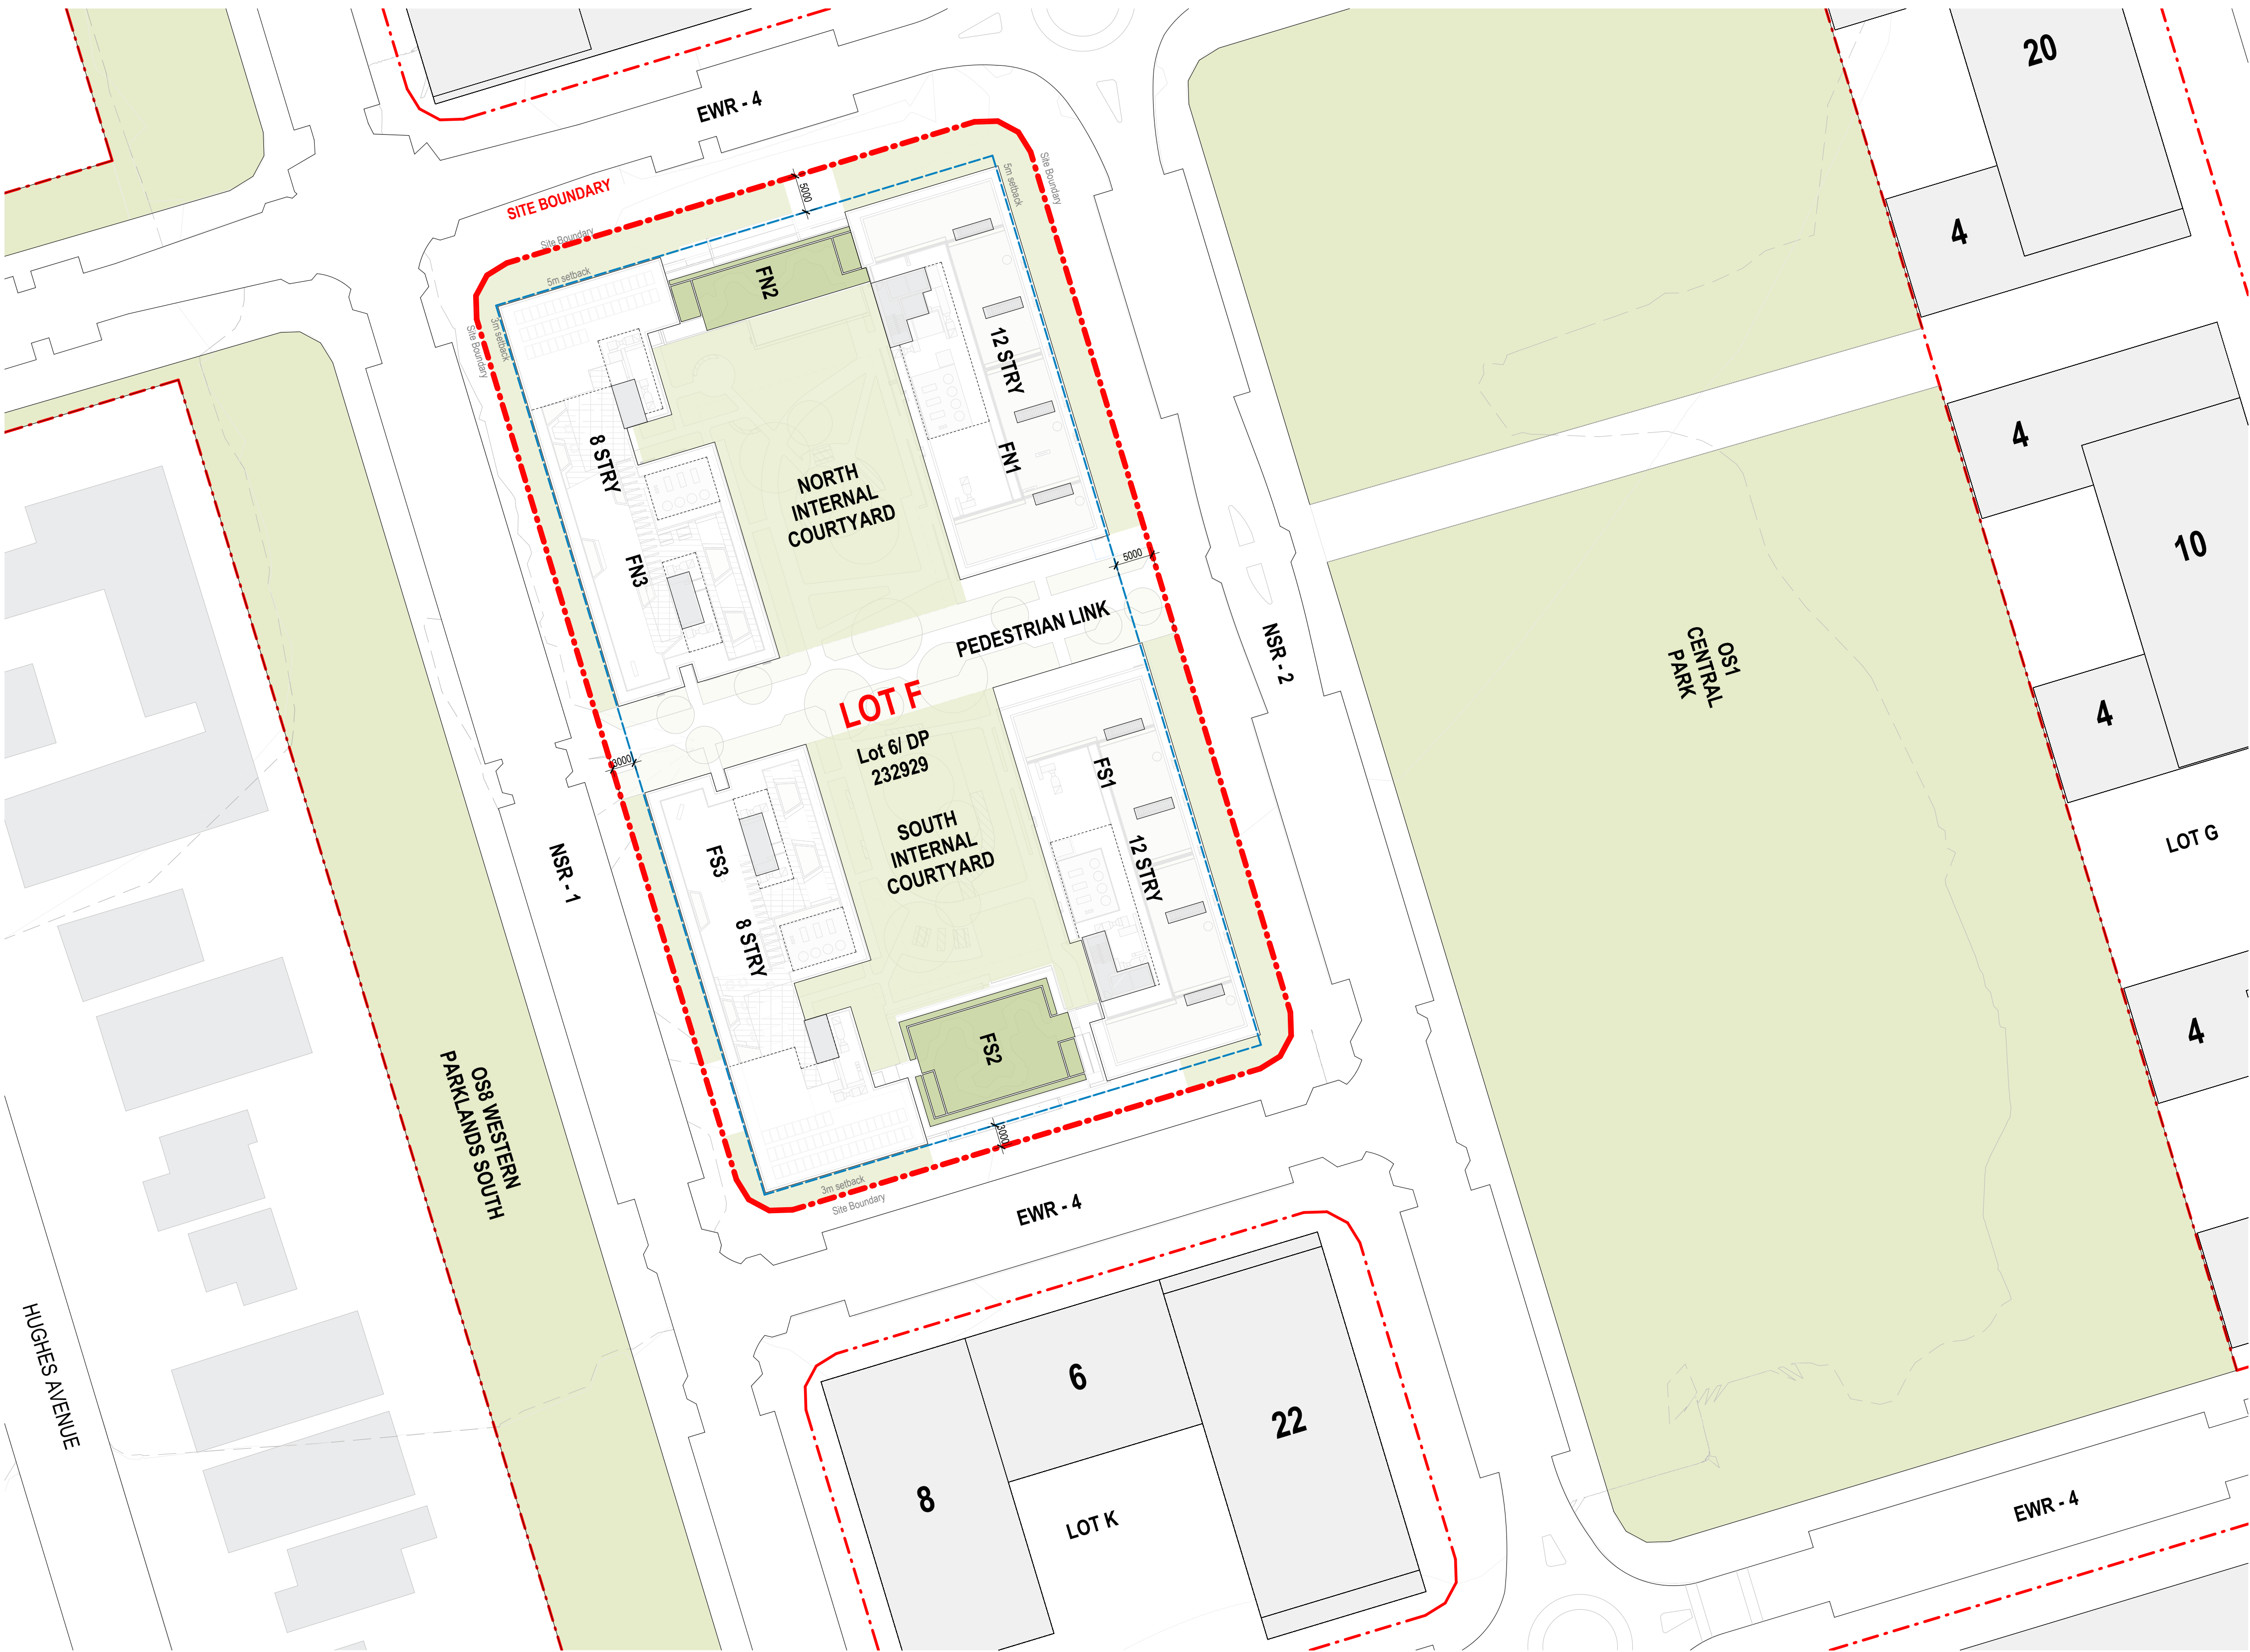 20
EWR - 4
SITE BOUNDARY
Site Boundary
5m setback
5000
5m setback
Site Boundary
4
FN2
3m setback
Site Boundary
12 STRY
FN1
8 STRY
FN3
NORTH
INTERNAL
COURTYARD
4
10
5000
PEDESTRIAN LINK
NSR - 2
OS1
CENTRAL
PARK
4
LOT F
Lot 6/ DP
232929
3000
FS1
12 STRY
LOT G
SOUTH
INTERNAL
COURTYARD
FS3
8 STRY
NSR - 1
4
FS2
OS8 WESTERN
PARKLANDS SOUTH
3000
3m setback
Site Boundary
EWR - 4
HUGHES AVENUE
6
22
8
LOT K
EWR - 4